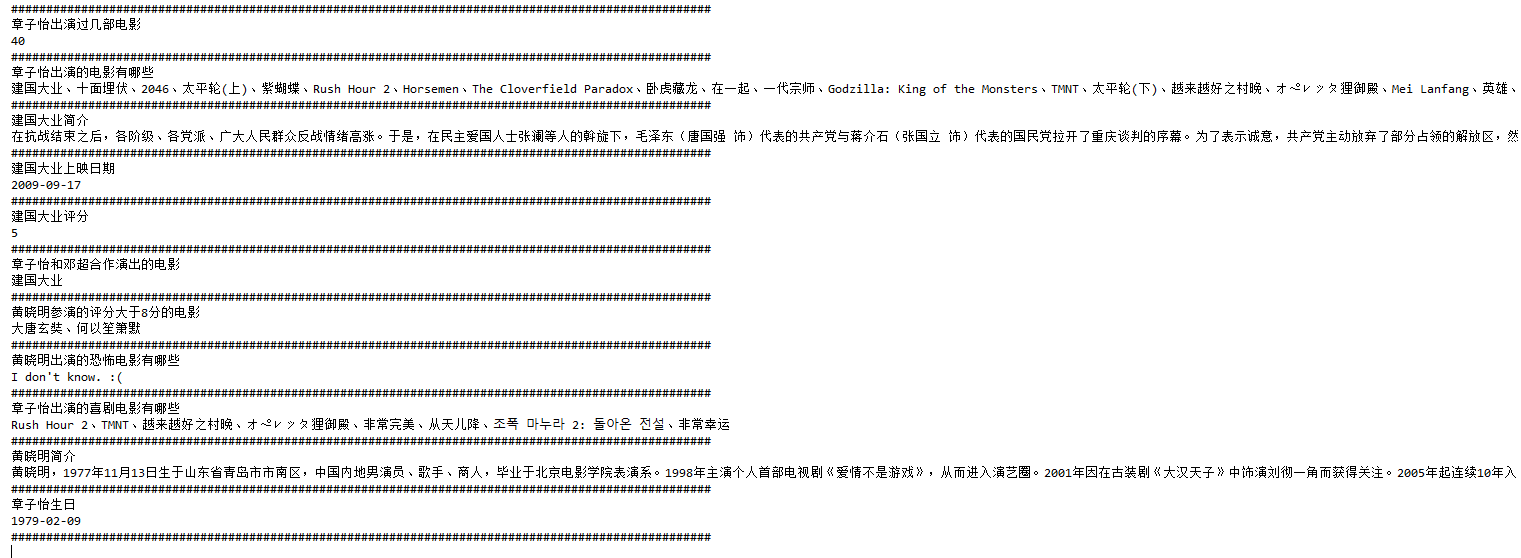 ####################################################################################################
章子怡出演过几部电影
40
####################################################################################################
章子怡出演的电影有哪些
建国大业、十面埋伏、2046、太平轮(上)、紫蝴蝶、Rush Hour 2、Horsemen、The Cloverfield Paradox、卧虎藏龙、在一起、一代宗师、Godzilla: King of the Monsters、TMNT、太平轮(下)、越来越好之村晚、オペレッタ狸御殿、Mei Lanfang、英雄、
####################################################################################################
建国大业简介
在抗战结束之后，各阶级、各党派、广大人民群众反战情绪高涨。于是，在民主爱国人士张澜等人的斡旋下，毛泽东（唐国强 饰）代表的共产党与蒋介石（张国立 饰）代表的国民党拉开了重庆谈判的序幕。为了表示诚意，共产党主动放弃了部分占领的解放区，然
####################################################################################################
建国大业上映日期
2009-09-17
####################################################################################################
建国大业评分
5
####################################################################################################
章子怡和邓超合作演出的电影
建国大业
####################################################################################################
黄晓明参演的评分大于8分的电影
大唐玄奘、何以笙箫默
####################################################################################################
黄晓明出演的恐怖电影有哪些
I don't know. :(
####################################################################################################
章子怡出演的喜剧电影有哪些
Rush Hour 2、TMNT、越来越好之村晚、オペレッタ狸御殿、非常完美、从天儿降、조폭 마누라 2: 돌아온 전설、非常幸运
####################################################################################################
黄晓明简介
黄晓明，1977年11月13日生于山东省青岛市市南区，中国内地男演员、歌手、商人，毕业于北京电影学院表演系。1998年主演个人首部电视剧《爱情不是游戏》，从而进入演艺圈。2001年因在古装剧《大汉天子》中饰演刘彻一角而获得关注。2005年起连续10年入
####################################################################################################
章子怡生日
1979-02-09
####################################################################################################